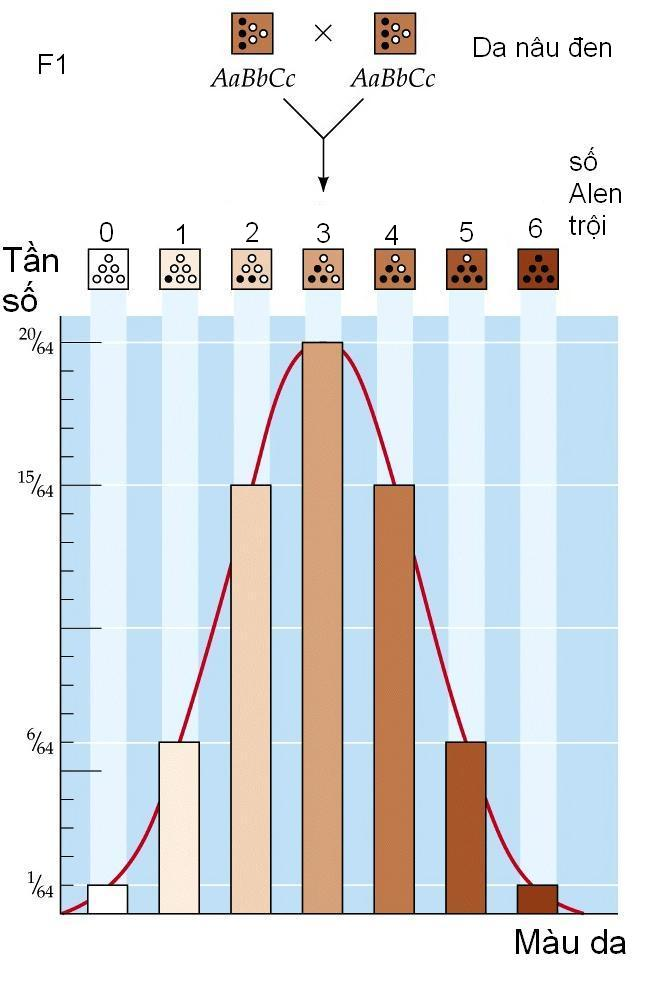 F1
×
Da nâu đen
AaBbCc
AaBbCc
số
Alen
trội
0 1 2 3 4 5 6
Tần
số
20/64
15/64
6/64
1/64
Màu da